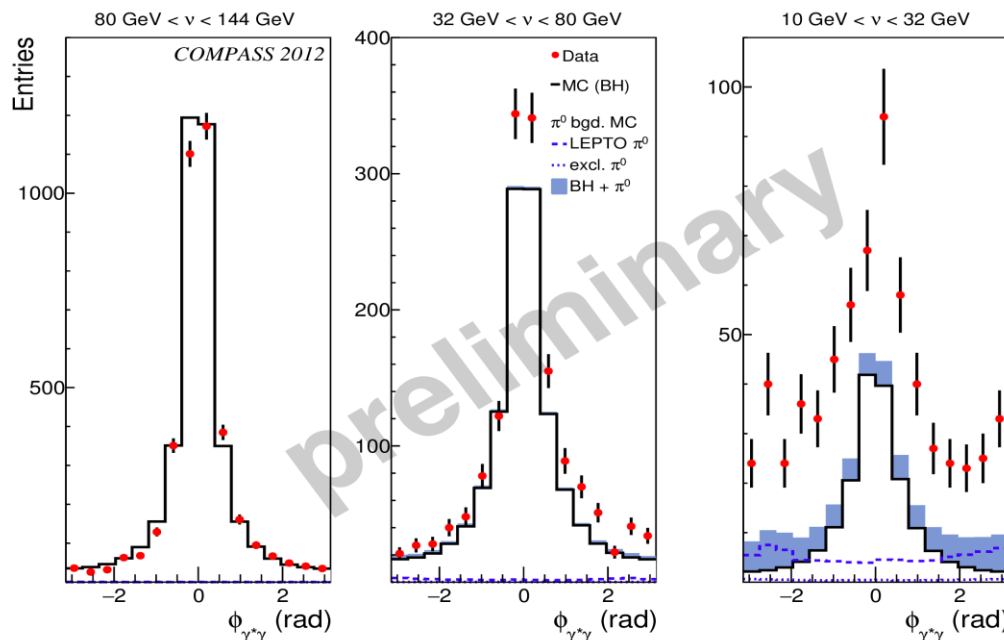 80 GeV < ν < 144 GeV
32 GeV < ν < 80 GeV
10 GeV < ν < 32 GeV
Entries
COMPASS 2012
1000
500
−2 0 2
ϕγ*γ (rad)
400
300
200
100
Data
MC (BH)
π⁰ bgd. MC
LEPTO π⁰
excl. π⁰
BH + π⁰
−2 0 2
ϕγ*γ (rad)
100
50
−2 0 2
ϕγ*γ (rad)
preliminary